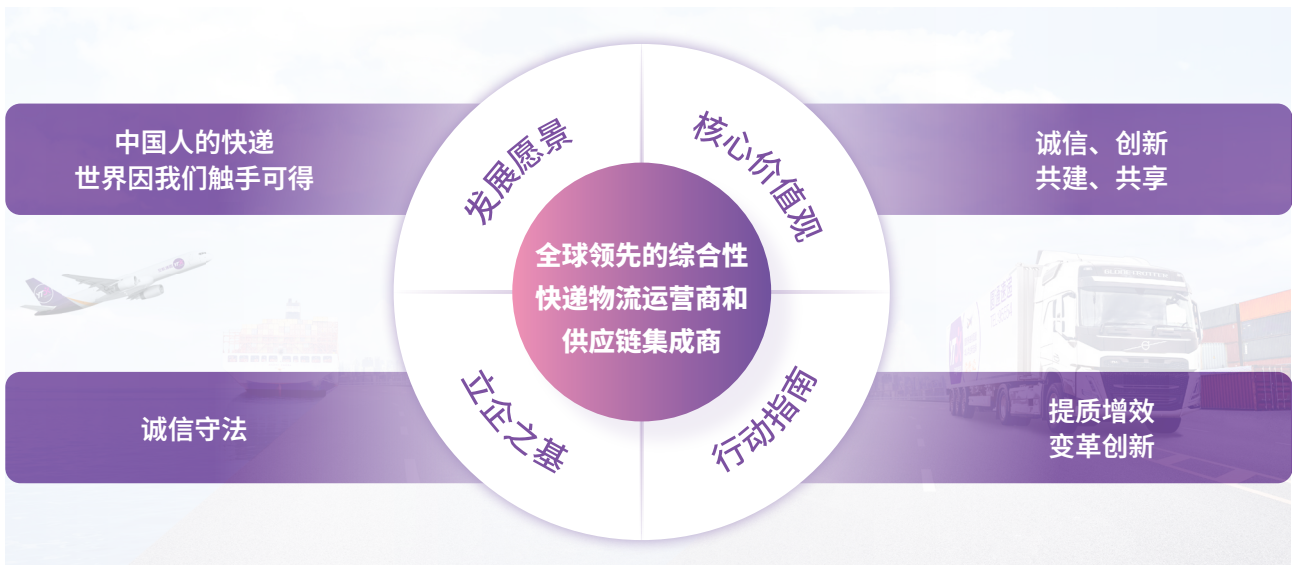 发展愿景
中国人的快递
世界因我们触手可得
核心价值观
诚信、创新
共建、共享
全球领先的综合性
快递物流运营商和
供应链集成商
立企之基
诚信守法
行动指南
提质增效
变革创新